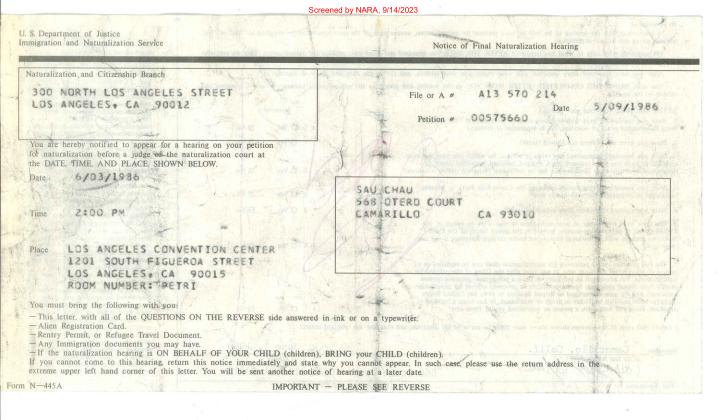 Screened by NARA, 9/14/2023
U. S. Department of Justice
Immigration and Naturalization Service
Notice of Final Naturalization Hearing
Naturalization and Citizenship Branch
300 NORTH LOS ANGELES STREET
LOS ANGELES, CA 90012
File or A # A13 570 214
Date 5/09/1986
Petition # 00575660
You are hereby notified to appear for a hearing on your petition
for naturalization before a judge of the naturalization court at
the DATE, TIME, AND PLACE, SHOWN BELOW.
Date 6/03/1986
SAU CHAU
568 OTERO COURT
CAMARILLO CA 93010
Time 2:00 PM
Place LOS ANGELES CONVENTION CENTER
1201 SOUTH FIGUEROA STREET
LOS ANGELES, CA 90015
ROOM NUMBER: PETRI
You must bring the following with you:
— This letter, with all of the QUESTIONS ON THE REVERSE side answered in ink or on a typewriter.
— Alien Registration Card.
— Rentry Permit, or Refugee Travel Document.
— Any Immigration documents you may have.
— If the naturalization hearing is ON BEHALF OF YOUR CHILD (children), BRING your CHILD (children).
If you cannot come to this hearing, return this notice immediately and state why you cannot appear. In such case, please use the return address in the
extreme upper left hand corner of this letter. You will be sent another notice of hearing at a later date.
Form N—445A
IMPORTANT — PLEASE SEE REVERSE